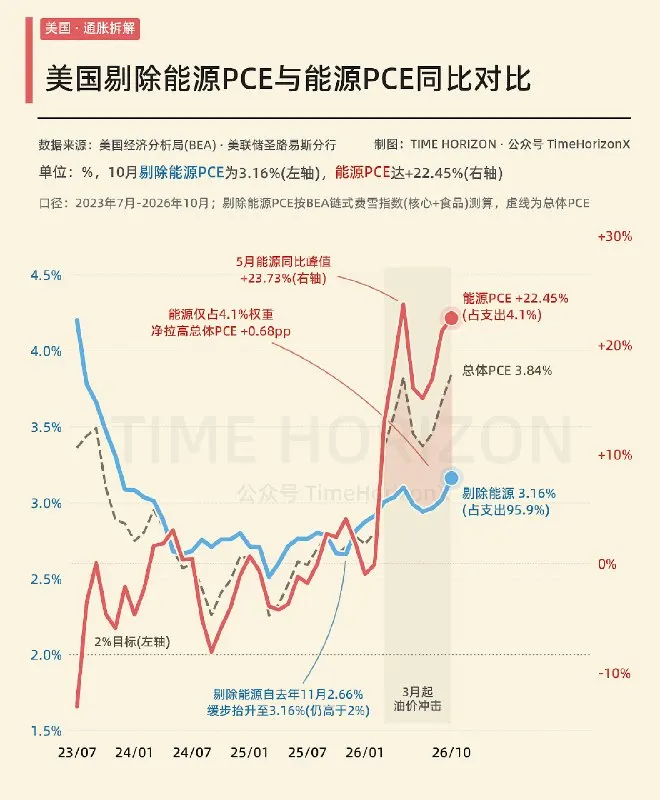 美国·通胀拆解
美国剔除能源PCE与能源PCE同比对比
数据来源：美国经济分析局(BEA)·美联储圣路易斯分行
制图：TIME HORIZON·公众号 TimeHorizonX
单位：%，10月剔除能源PCE为3.16%(左轴)，能源PCE达+22.45%(右轴)
口径：2023年7月-2026年10月；剔除能源PCE按BEA链式费雪指数(核心+食品)测算，虚线为总体PCE
+30%
5月能源同比峰值
+23.73%(右轴)
4.5%
能源PCE +22.45%
(占支出4.1%)
能源仅占4.1%权重
净拉高总体PCE +0.68pp
4.0%
+20%
总体PCE 3.84%
TIME HORIZON
3.5%
+10%
公众号 TimeHorizonX
剔除能源 3.16%
(占支出95.9%)
3.0%
0%
2.5%
2%目标(左轴)
2.0%
-10%
剔除能源自去年11月2.66%
缓步抬升至3.16%(仍高于2%)
3月起
油价冲击
1.5%
23/07
24/01
24/07
25/01
25/07
26/01
26/10